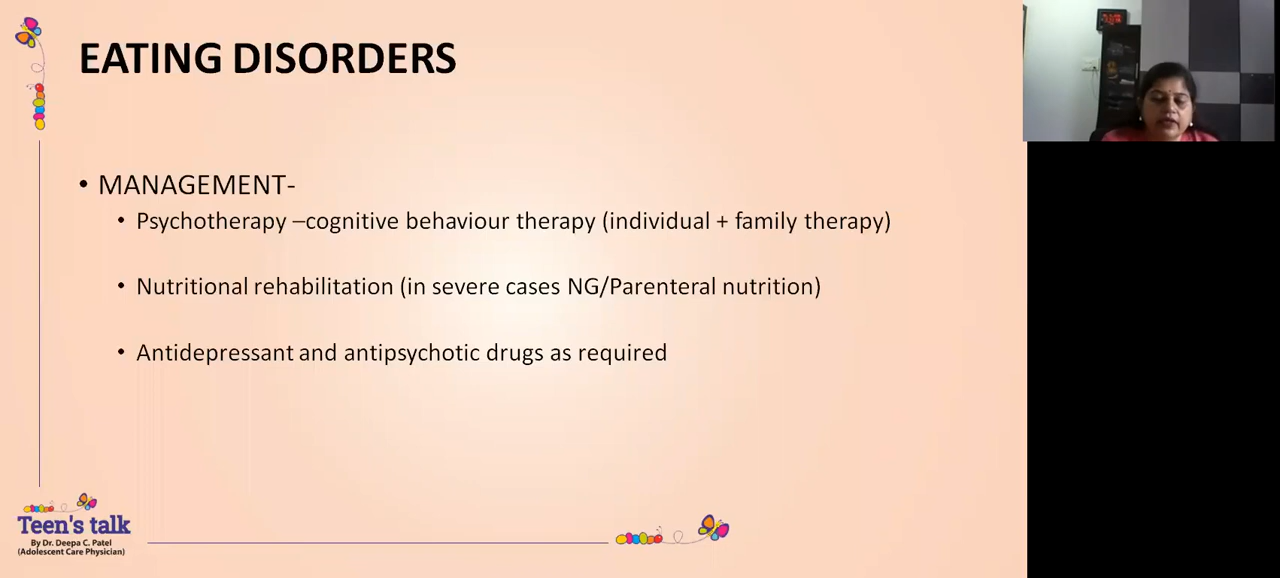 EATING DISORDERS
• MANAGEMENT-
• Psychotherapy –cognitive behaviour therapy (individual + family therapy)
• Nutritional rehabilitation (in severe cases NG/Parenteral nutrition)
• Antidepressant and antipsychotic drugs as required
Teen's talk
By Dr. Deepa C. Patel
(Adolescent Care Physician)